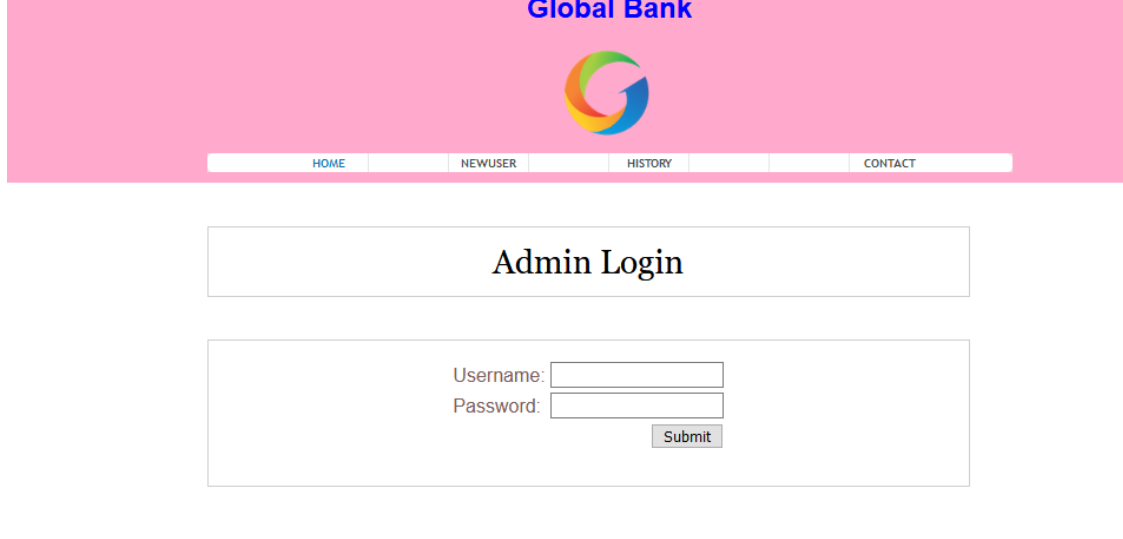 Global Bank
HOME NEWUSER HISTORY CONTACT
Admin Login
Username:
Password:
Submit